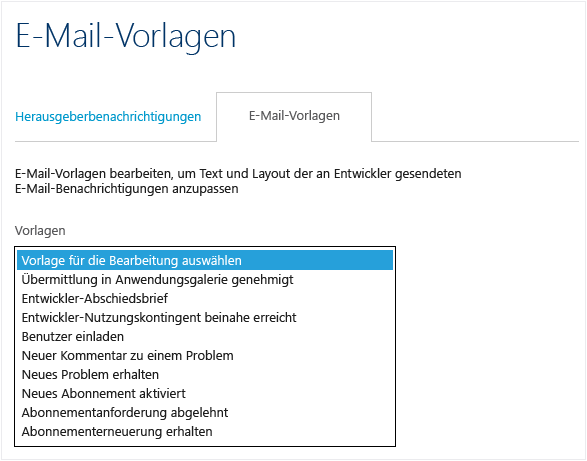 E-Mail-Vorlagen
Herausgeberbenachrichtigungen
E-Mail-Vorlagen
E-Mail-Vorlagen bearbeiten, um Text und Layout der an Entwickler gesendeten
E-Mail-Benachrichtigungen anzupassen
Vorlagen
Vorlage für die Bearbeitung auswählen
Übermittlung in Anwendungsgalerie genehmigt
Entwickler-Abschiedsbrief
Entwickler-Nutzungskontingent beinahe erreicht
Benutzer einladen
Neuer Kommentar zu einem Problem
Neues Problem erhalten
Neues Abonnement aktiviert
Abonnementanforderung abgelehnt
Abonnementerneuerung erhalten